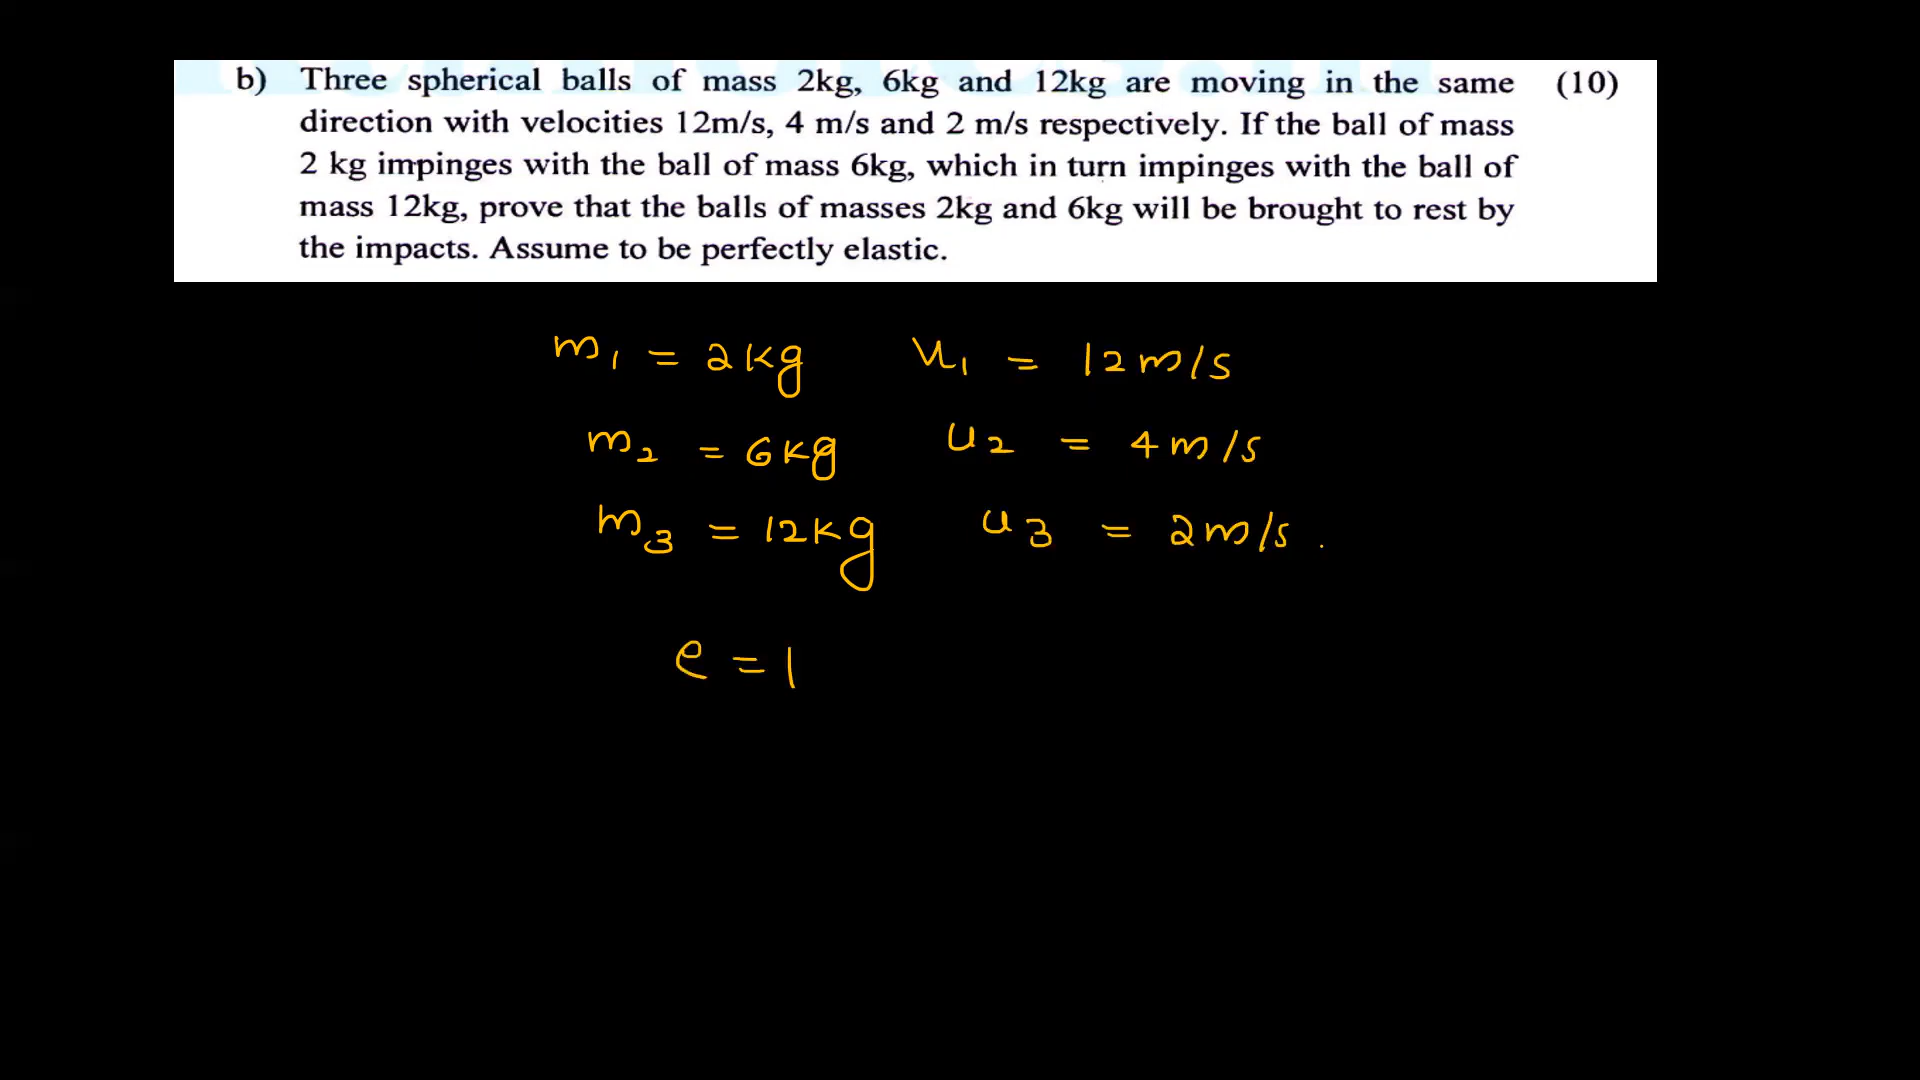 b) Three spherical balls of mass 2kg, 6kg and 12kg are moving in the same (10)
direction with velocities 12m/s, 4 m/s and 2 m/s respectively. If the ball of mass
2 kg impinges with the ball of mass 6kg, which in turn impinges with the ball of
mass 12kg, prove that the balls of masses 2kg and 6kg will be brought to rest by
the impacts. Assume to be perfectly elastic.
m1 = 2kg u1 = 12m/s
m2 = 6kg u2 = 4m/s
m3 = 12kg u3 = 2m/s.
e = 1